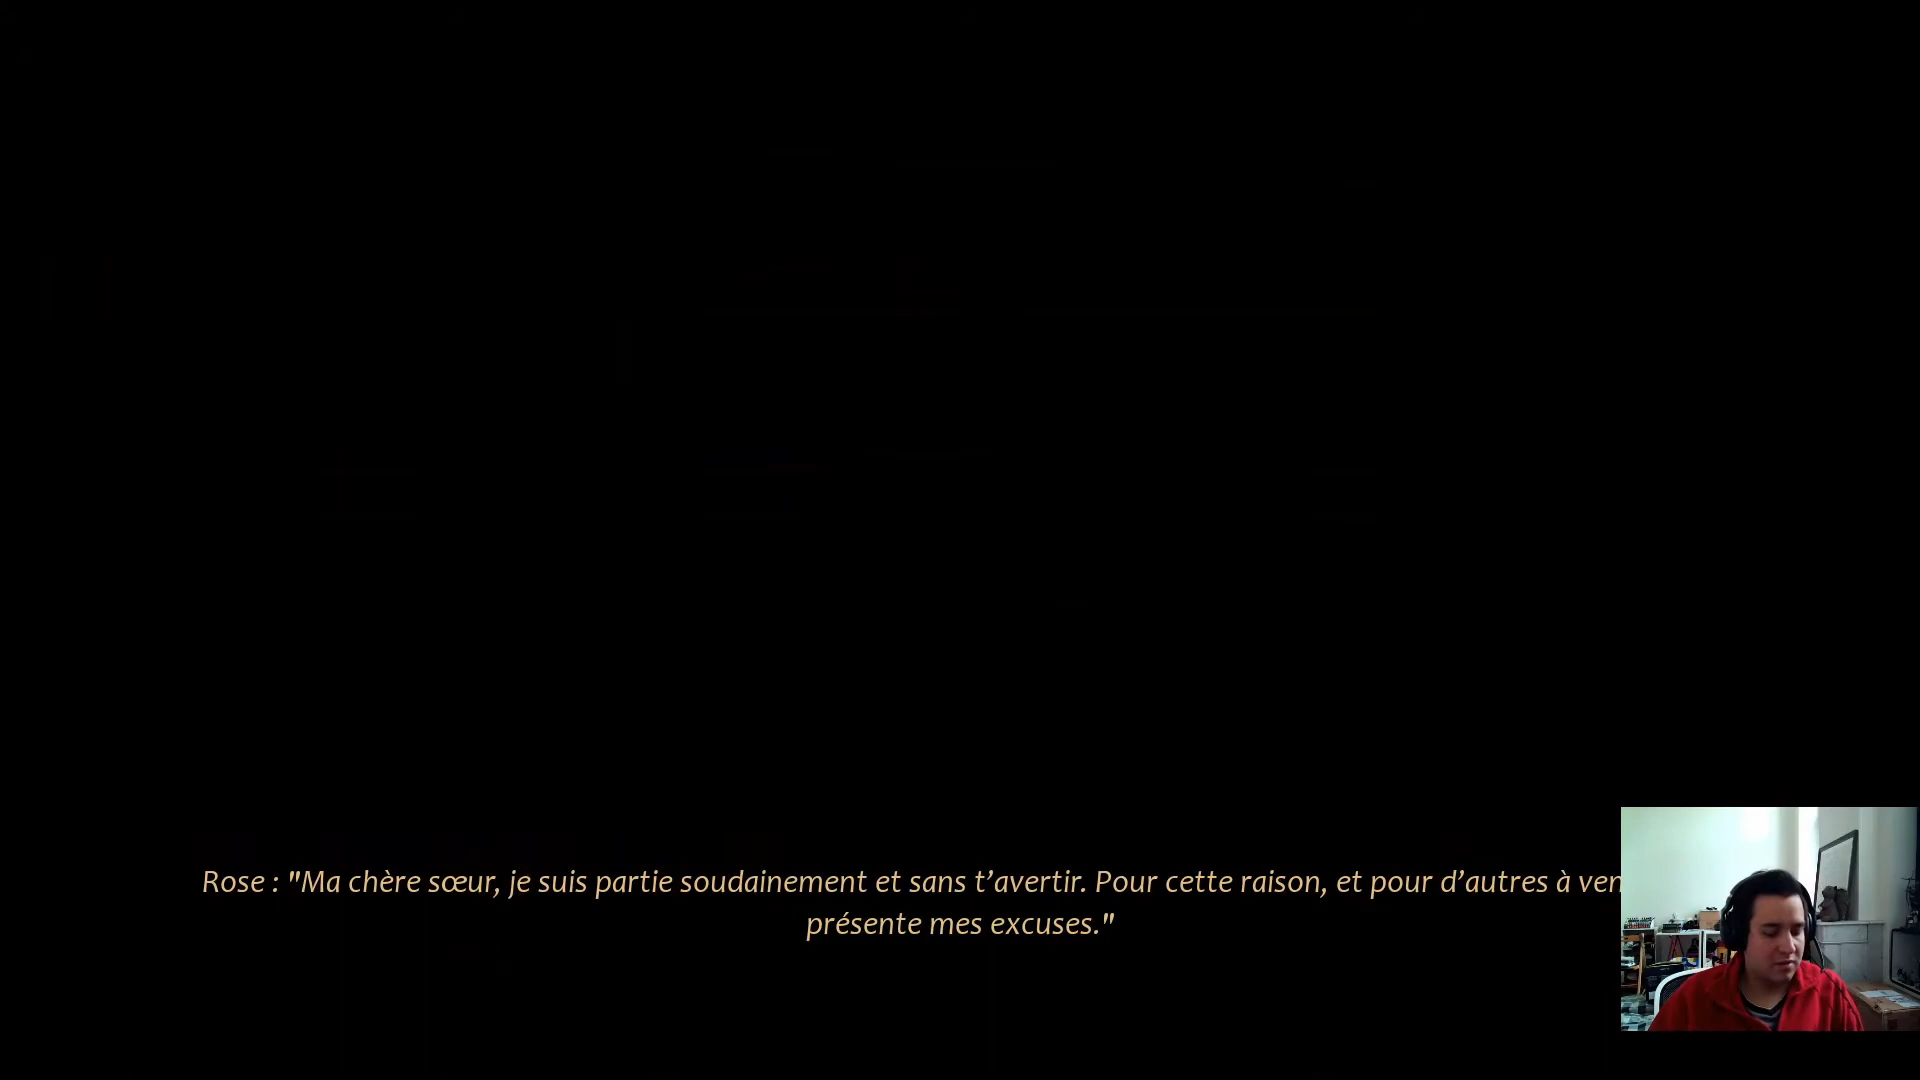 Rose : "Ma chère sœur, je suis partie soudainement et sans t’avertir. Pour cette raison, et pour d’autres à
présente mes excuses."